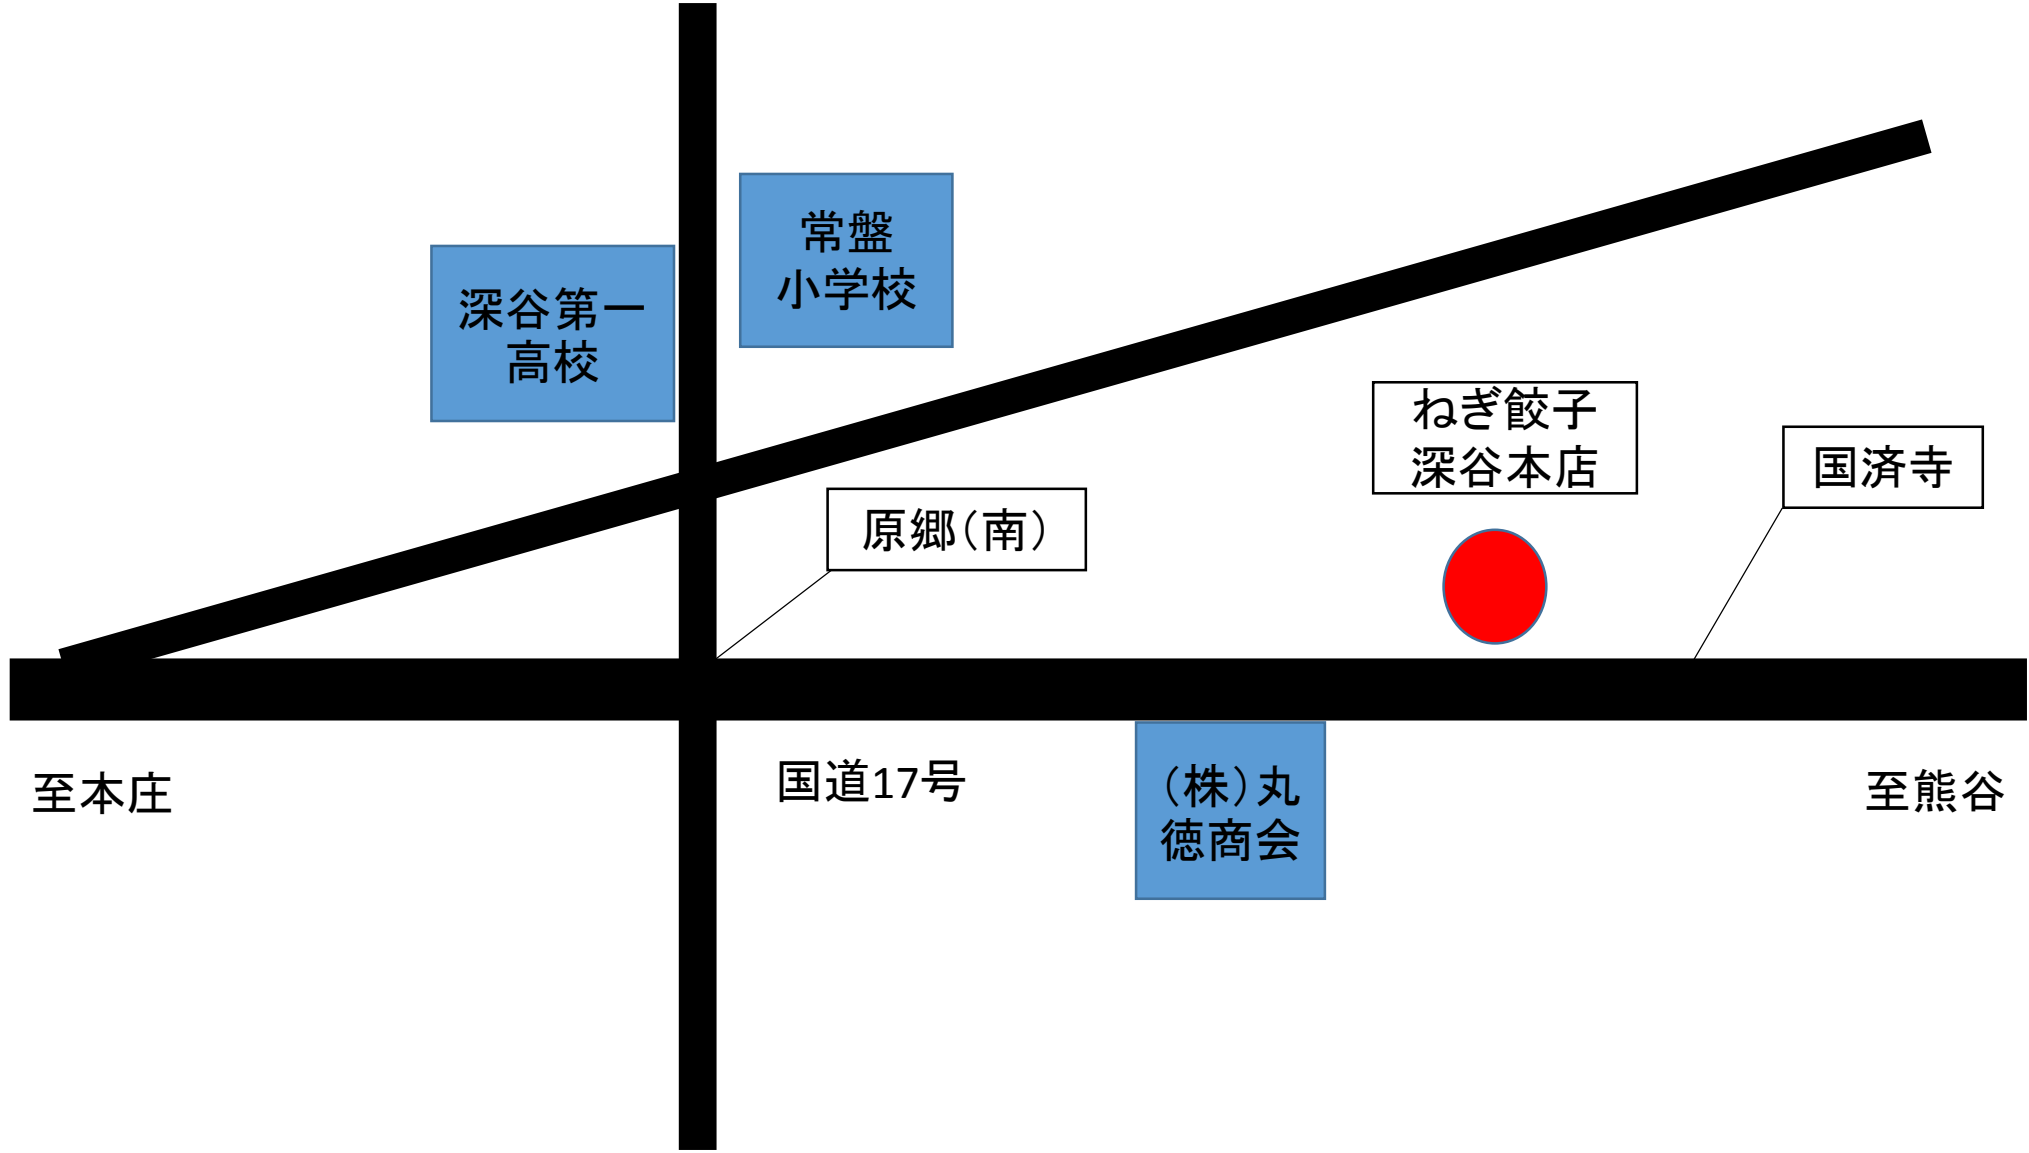 常盤
小学校
深谷第一
高校
ねぎ餃子
深谷本店
国済寺
原郷（南）
国道17号
（株）丸
徳商会
至本庄
至熊谷